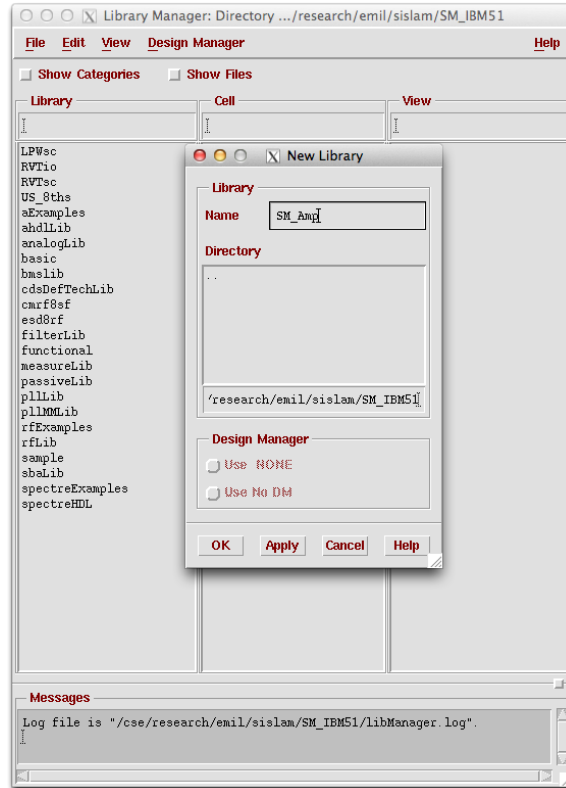 Library Manager: Directory .../research/emil/sislam/SM_IBM51
File Edit View Design Manager Help
Show Categories Show Files
Library Cell View
LPWsc
RVTio
RVTsc
US_8ths
aExamples
ahdlLib
analogLib
basic
bmslib
cdsDefTechLib
cmrf8sf
esd8rf
filterLib
functional
measureLib
passiveLib
pllLib
pllMMLib
rfExamples
rfLib
sample
sbaLib
spectreExamples
spectreHDL
New Library
Library
Name SM_Amp
Directory
..
/research/emil/sislam/SM_IBM51
Design Manager
Use NONE
Use No DM
OK Apply Cancel Help
Messages
Log file is "/cse/research/emil/sislam/SM_IBM51/libManager.log".